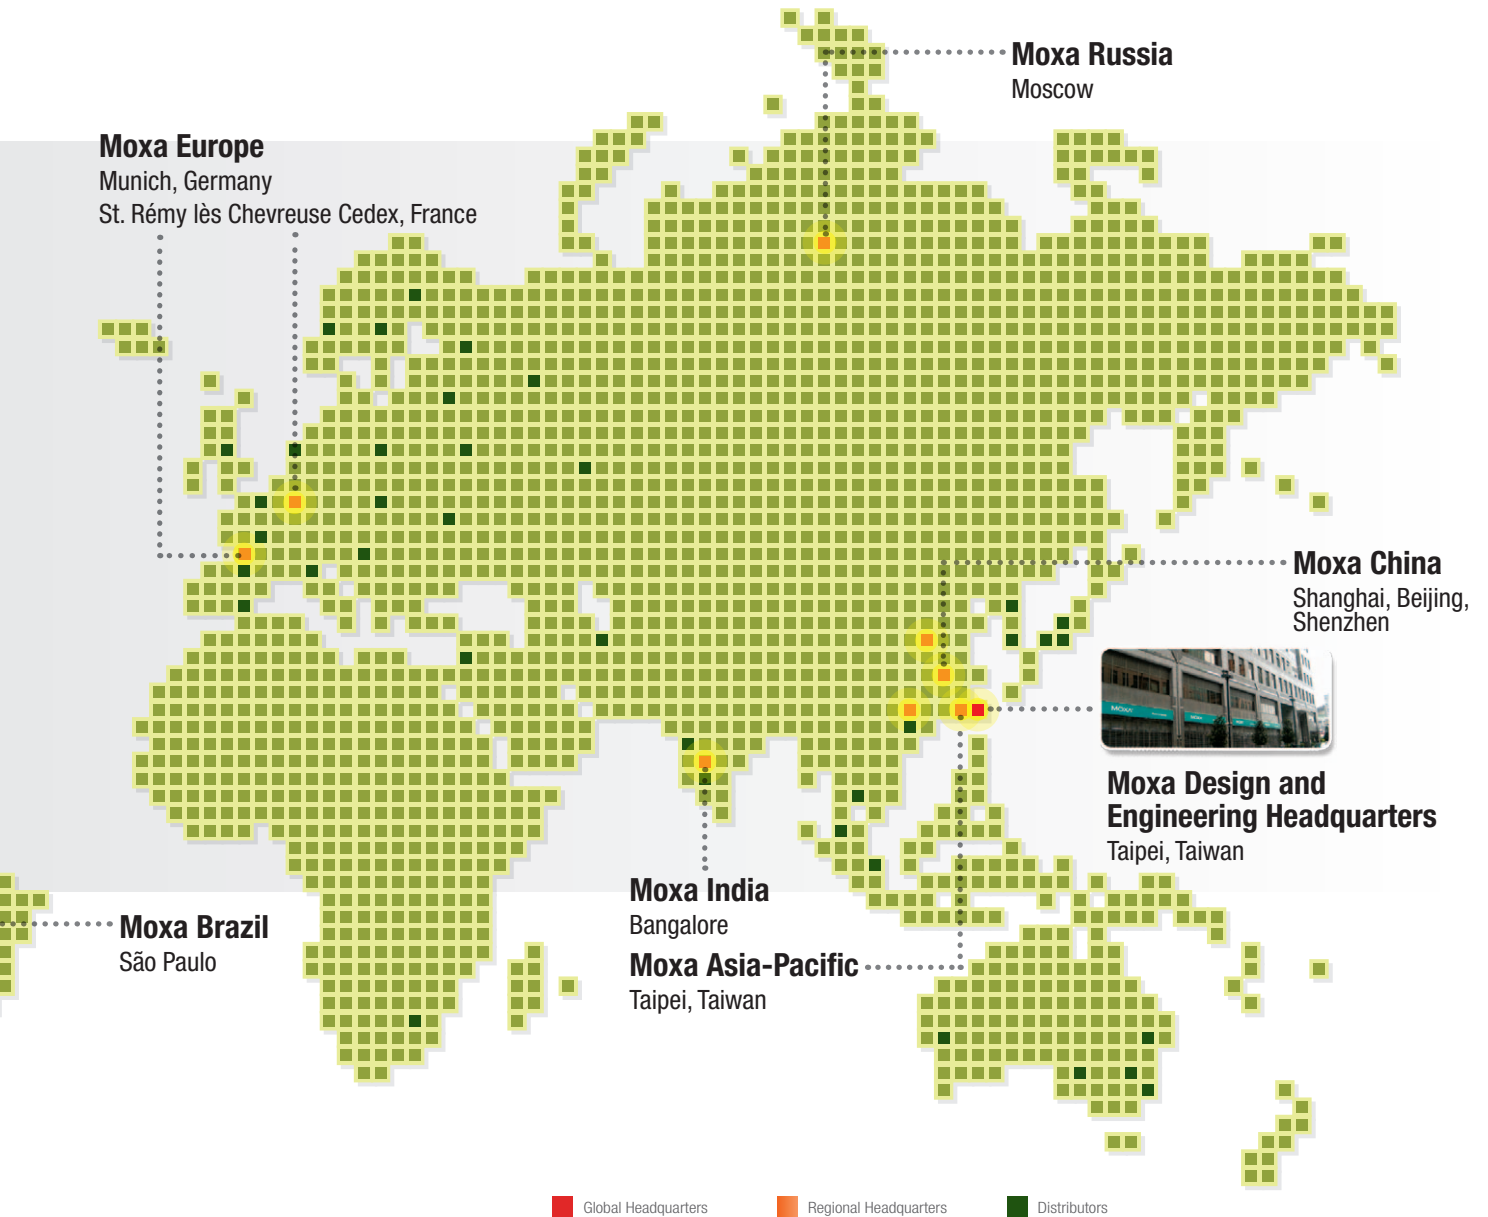 Moxa Russia
Moscow
Moxa Europe
Munich, Germany
St. Rémy lès Chevreuse Cedex, France
Moxa China
Shanghai, Beijing,
Shenzhen
MOXA
MOXA
Moxa Design and
Engineering Headquarters
Taipei, Taiwan
Moxa India
Bangalore
Moxa Brazil
São Paulo
Moxa Asia-Pacific
Taipei, Taiwan
Global Headquarters
Regional Headquarters
Distributors